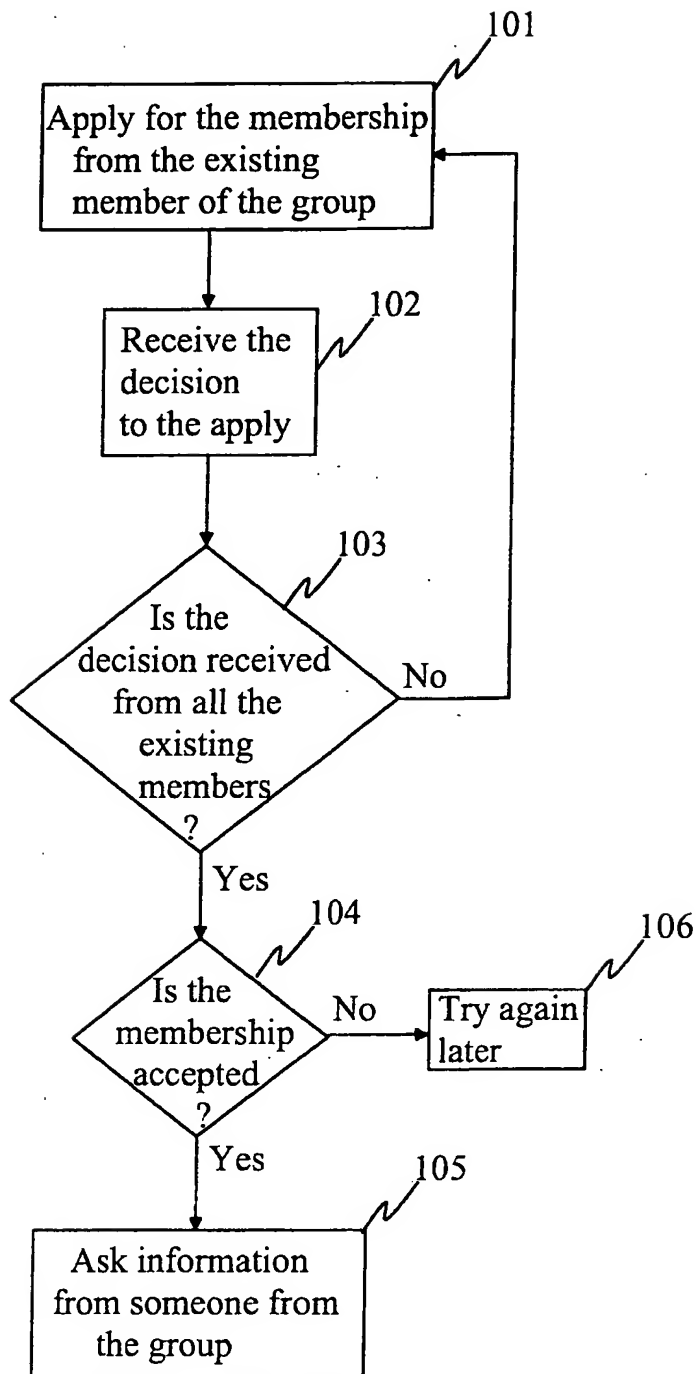 101
Apply for the membership
from the existing
member of the group
102
Receive the
decision
to the apply
103
Is the
decision received
from all the
existing
members
?
No
Yes
104
Is the
membership
accepted
?
No
106
Try again
later
Yes
105
Ask information
from someone from
the group